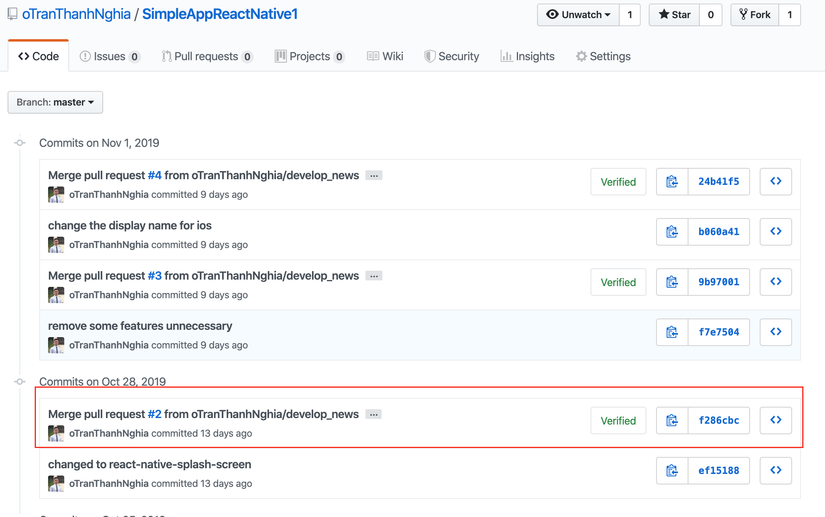 oTranThanhNghia / SimpleAppReactNative1
Unwatch 1 Star 0 Fork 1
Code Issues 0 Pull requests 0 Projects 0 Wiki Security Insights Settings
Branch: master
Commits on Nov 1, 2019
Merge pull request #4 from oTranThanhNghia/develop_news ...
oTranThanhNghia committed 9 days ago
Verified 24b41f5
change the display name for ios
oTranThanhNghia committed 9 days ago
b060a41
Merge pull request #3 from oTranThanhNghia/develop_news ...
oTranThanhNghia committed 9 days ago
Verified 9b97001
remove some features unnecessary
oTranThanhNghia committed 9 days ago
f7e7504
Commits on Oct 28, 2019
Merge pull request #2 from oTranThanhNghia/develop_news ...
oTranThanhNghia committed 13 days ago
Verified f286cbc
changed to react-native-splash-screen
oTranThanhNghia committed 13 days ago
ef15188